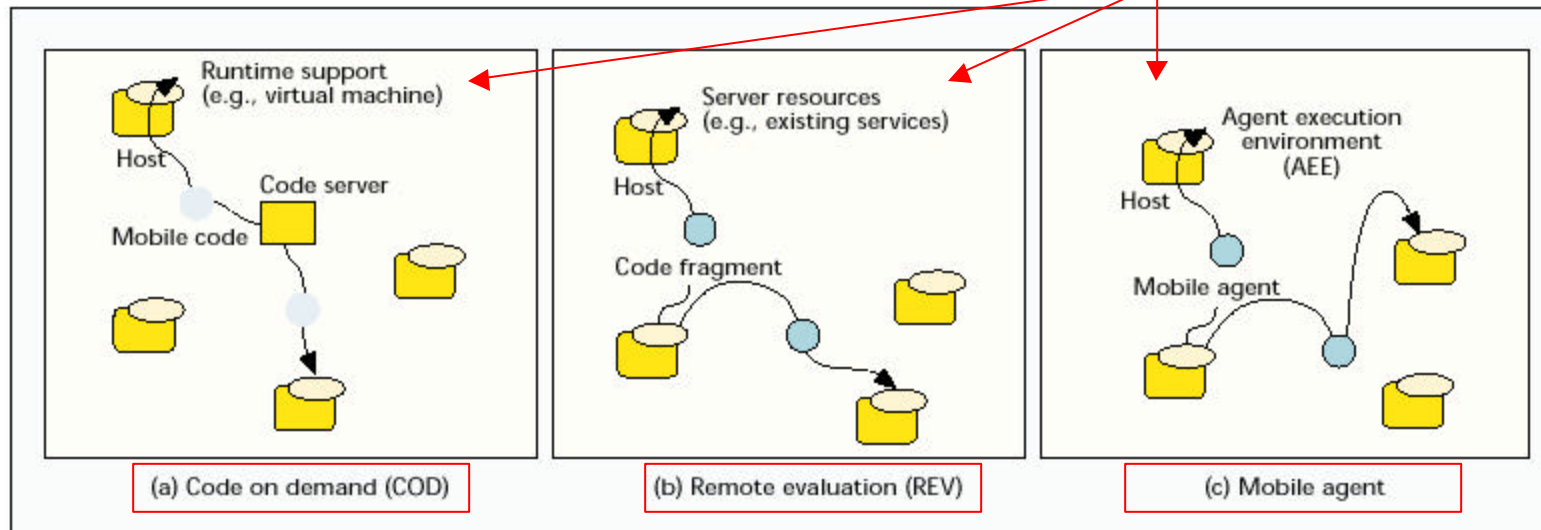 Runtime support
(e.g., virtual machine)
Host
Code server
Mobile code
(a) Code on demand (COD)
Server resources
(e.g., existing services)
Host
Code fragment
(b) Remote evaluation (REV)
Agent execution
environment
(AEE)
Host
Mobile agent
(c) Mobile agent